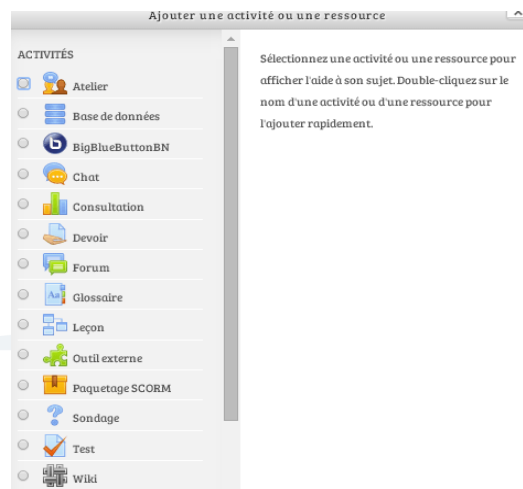 Ajouter une activité ou une ressource
ACTIVITÉS
Atelier
Base de données
BigBlueButtonBN
Chat
Consultation
Devoir
Forum
Glossaire
Leçon
Outil externe
Paquetage SCORM
Sondage
Test
Wiki
Sélectionnez une activité ou une ressource pour
afficher l'aide à son sujet. Double-cliquez sur le
nom d'une activité ou d'une ressource pour
l'ajouter rapidement.